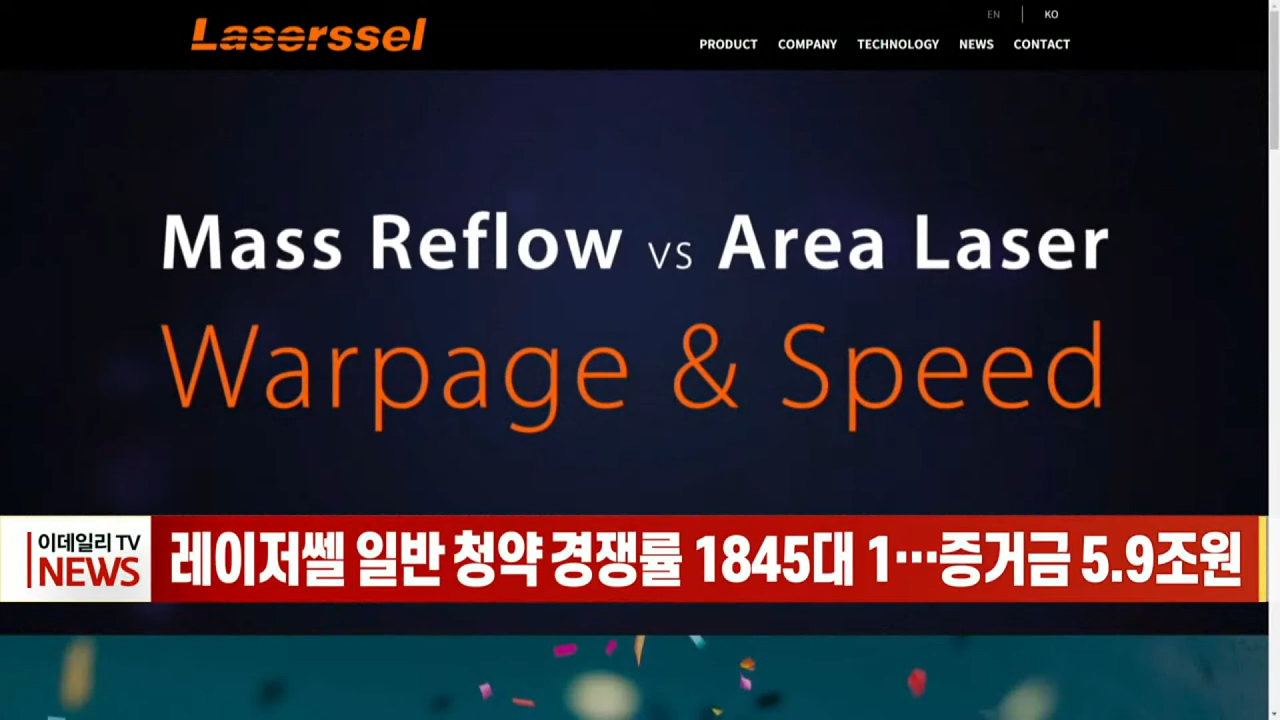 Laserssel
EN | KO
PRODUCT COMPANY TECHNOLOGY NEWS CONTACT
Mass Reflow vs Area Laser
Warpage & Speed
이데일리 TV
NEWS
레이저쎌 일반 청약 경쟁률 1845대 1…증거금 5.9조원